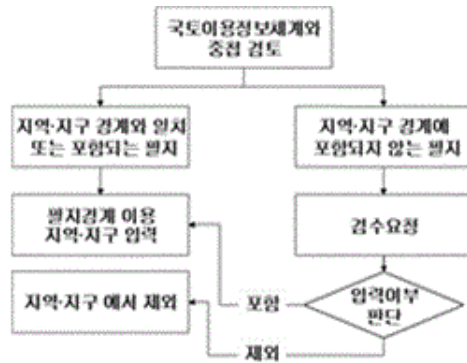 국토이용정보체계와
중첩 검토
지역·지구 경계와 일치
또는 포함되는 필지
지역·지구 경계에
포함되지 않는 필지
필지경계 이용
지역·지구 입력
검수요청
지역·지구 에서 제외
포함
입력여부
판단
제외